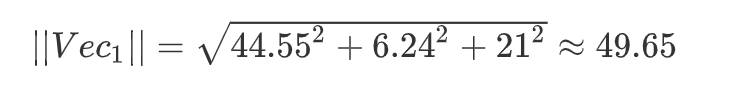 ||Vec₁|| = √44.55² + 6.24² + 21² ≈ 49.65